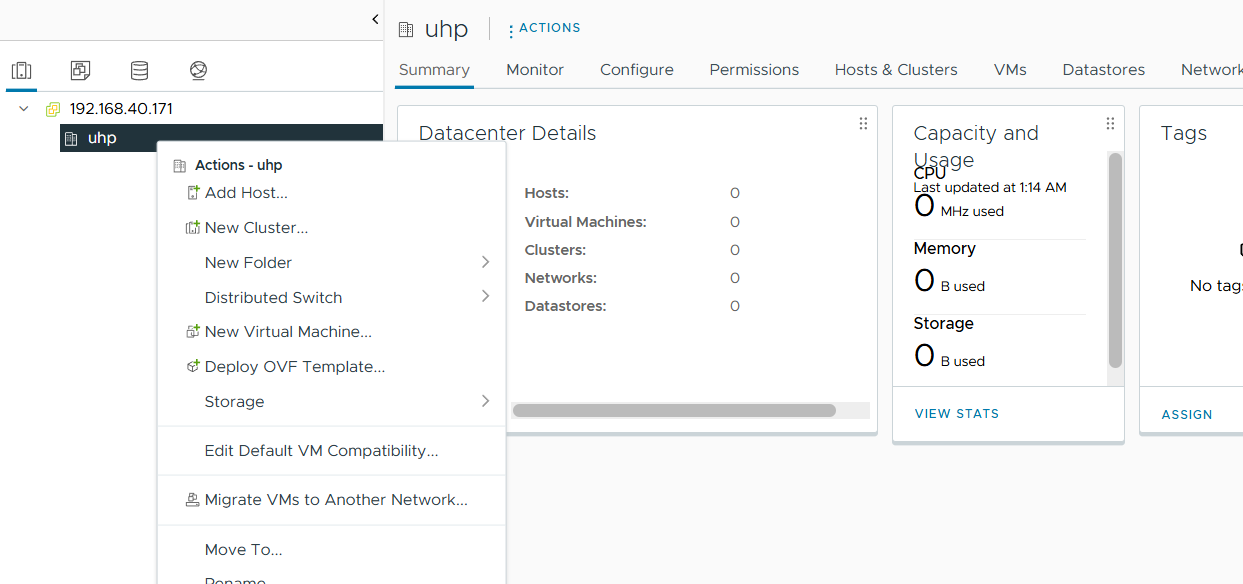 uhp
ACTIONS
Summary Monitor Configure Permissions Hosts & Clusters VMs Datastores Network
192.168.40.171
uhp
Actions - uhp
Add Host...
New Cluster...
New Folder
Distributed Switch
New Virtual Machine...
Deploy OVF Template...
Storage
Edit Default VM Compatibility...
Migrate VMs to Another Network...
Move To...
Rename
Datacenter Details
Hosts: 0
Virtual Machines: 0
Clusters: 0
Networks: 0
Datastores: 0
Capacity and
Usage
CPU
Last updated at 1:14 AM
0 MHz used
Memory
0 B used
Storage
0 B used
VIEW STATS
Tags
No tags
ASSIGN